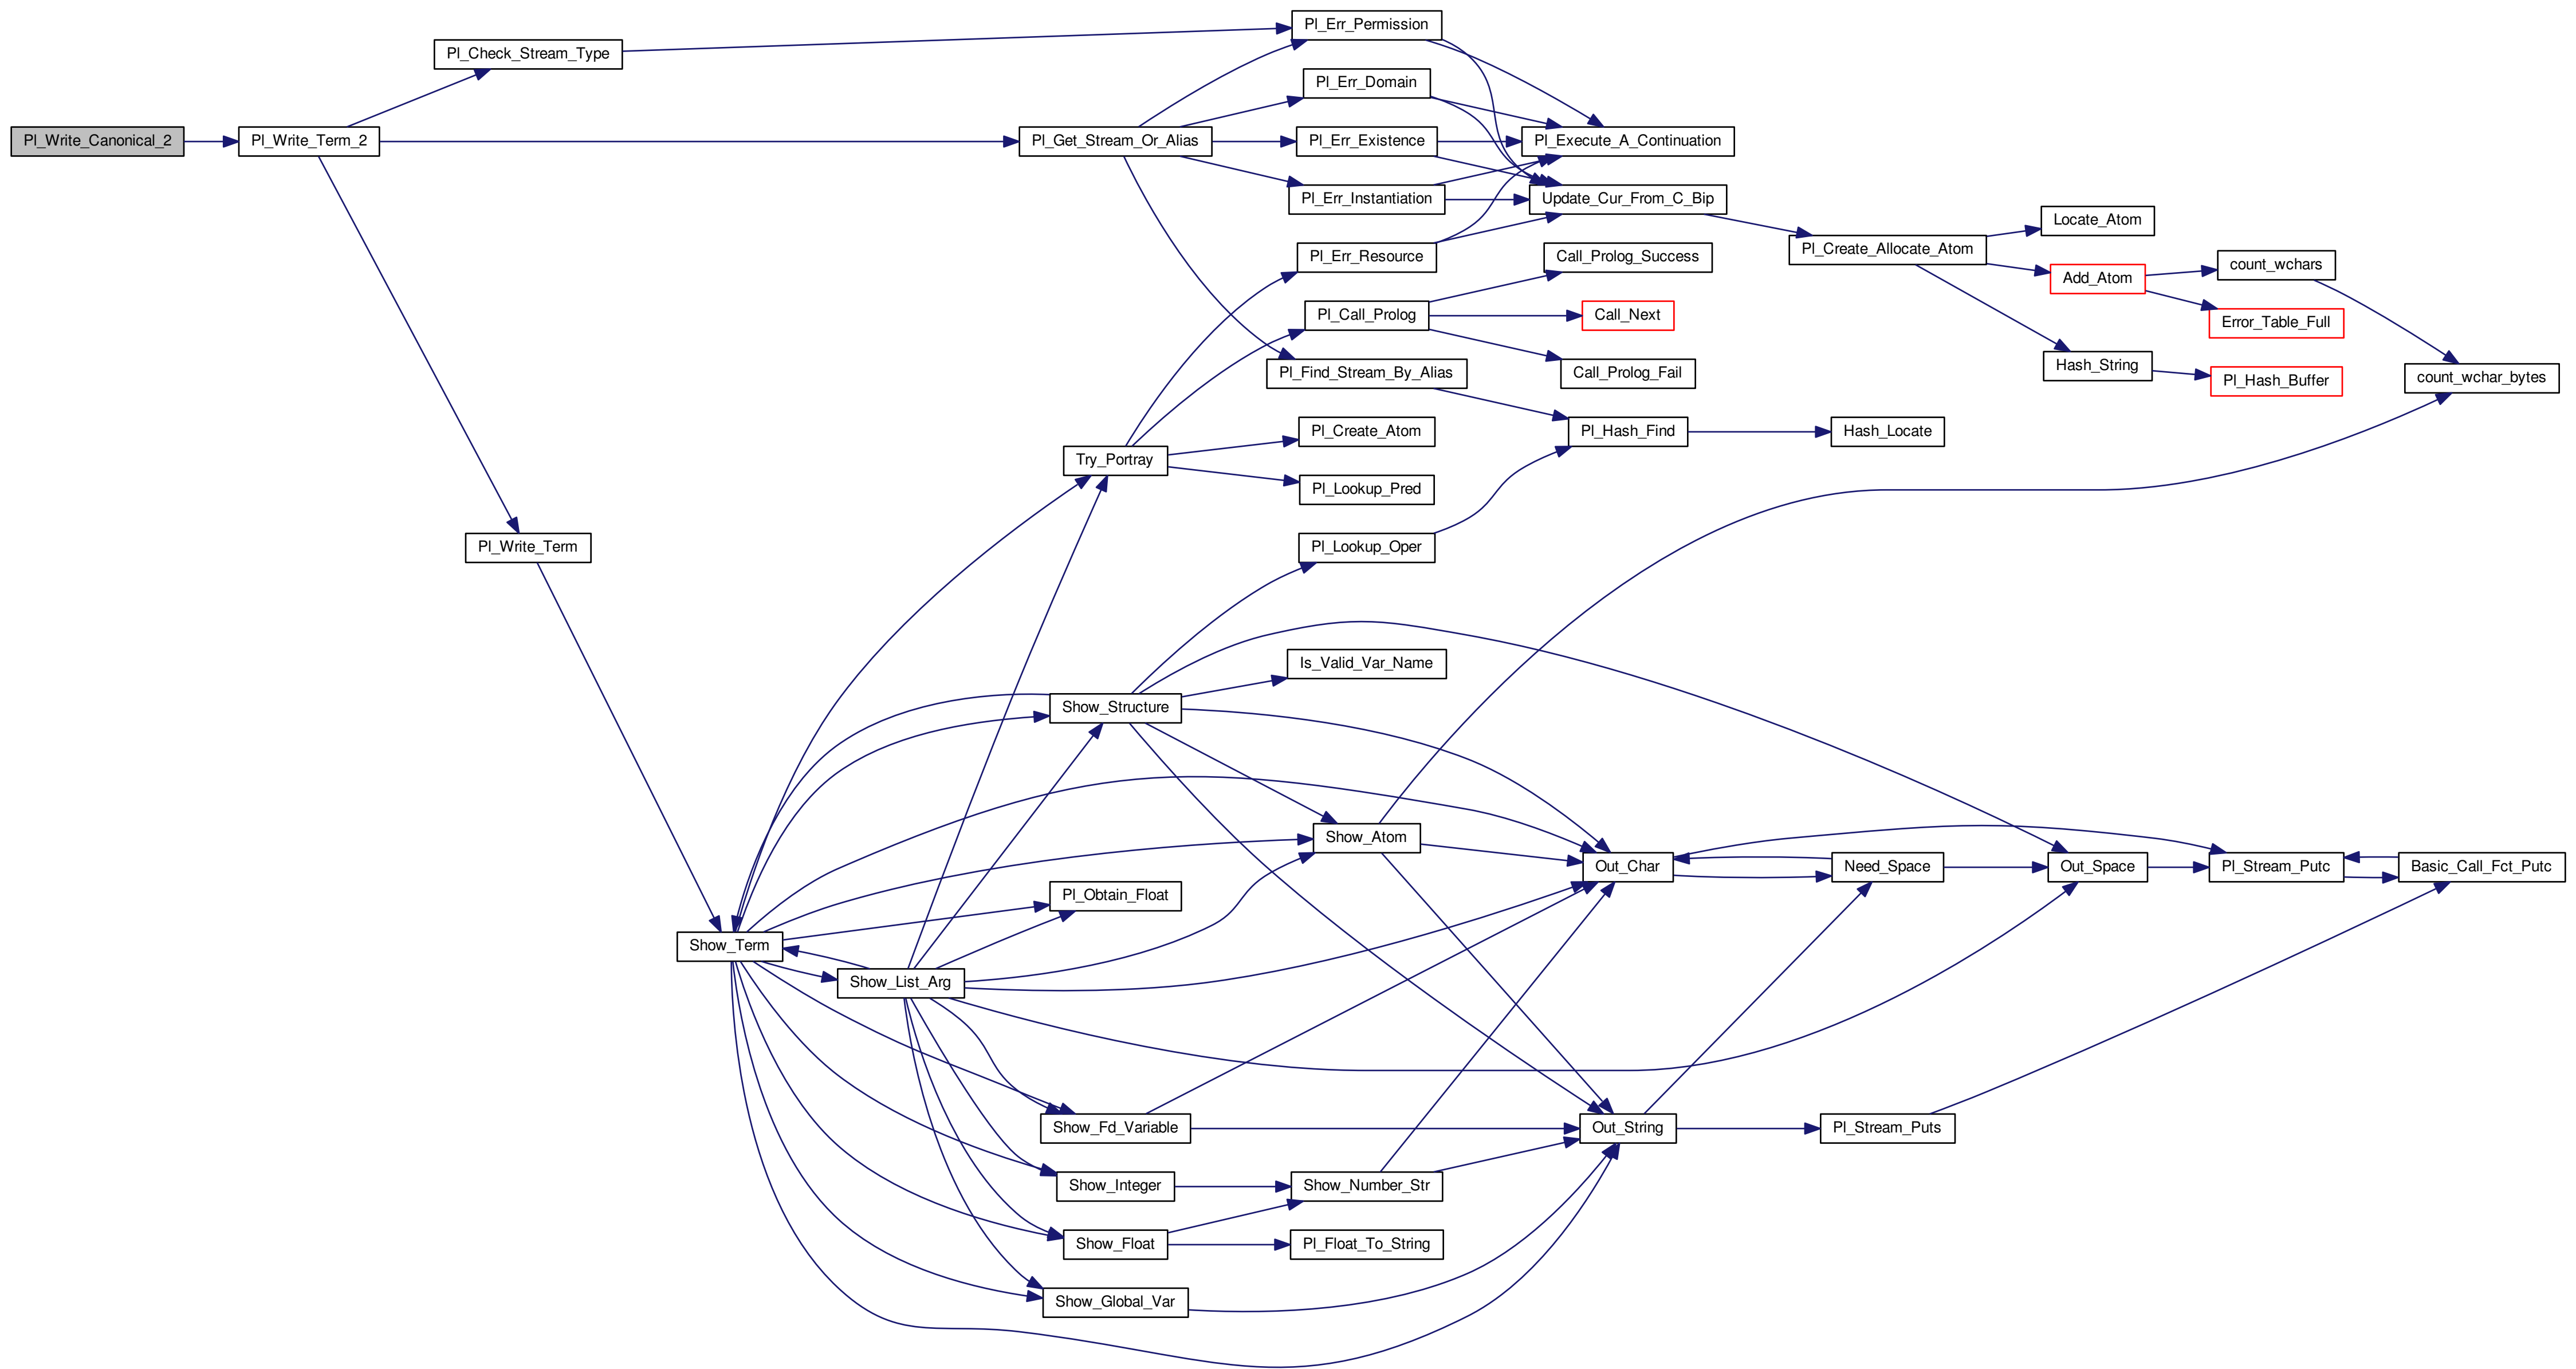 Pl_Write_Canonical_2
Pl_Write_Term_2
Pl_Check_Stream_Type
Pl_Write_Term
Show_Term
Show_List_Arg
Pl_Get_Stream_Or_Alias
Try_Portray
Show_Structure
Pl_Obtain_Float
Show_Fd_Variable
Show_Integer
Show_Float
Show_Global_Var
Pl_Err_Permission
Pl_Err_Domain
Pl_Err_Existence
Pl_Err_Instantiation
Pl_Err_Resource
Pl_Call_Prolog
Pl_Find_Stream_By_Alias
Pl_Create_Atom
Pl_Lookup_Pred
Pl_Lookup_Oper
Is_Valid_Var_Name
Show_Atom
Show_Number_Str
Pl_Float_To_String
Pl_Execute_A_Continuation
Update_Cur_From_C_Bip
Call_Prolog_Success
Call_Next
Call_Prolog_Fail
Pl_Hash_Find
Out_Char
Out_String
Pl_Create_Allocate_Atom
Hash_Locate
Need_Space
Pl_Stream_Puts
Locate_Atom
Add_Atom
Hash_String
Out_Space
count_wchars
Error_Table_Full
Pl_Hash_Buffer
Pl_Stream_Putc
count_wchar_bytes
Basic_Call_Fct_Putc